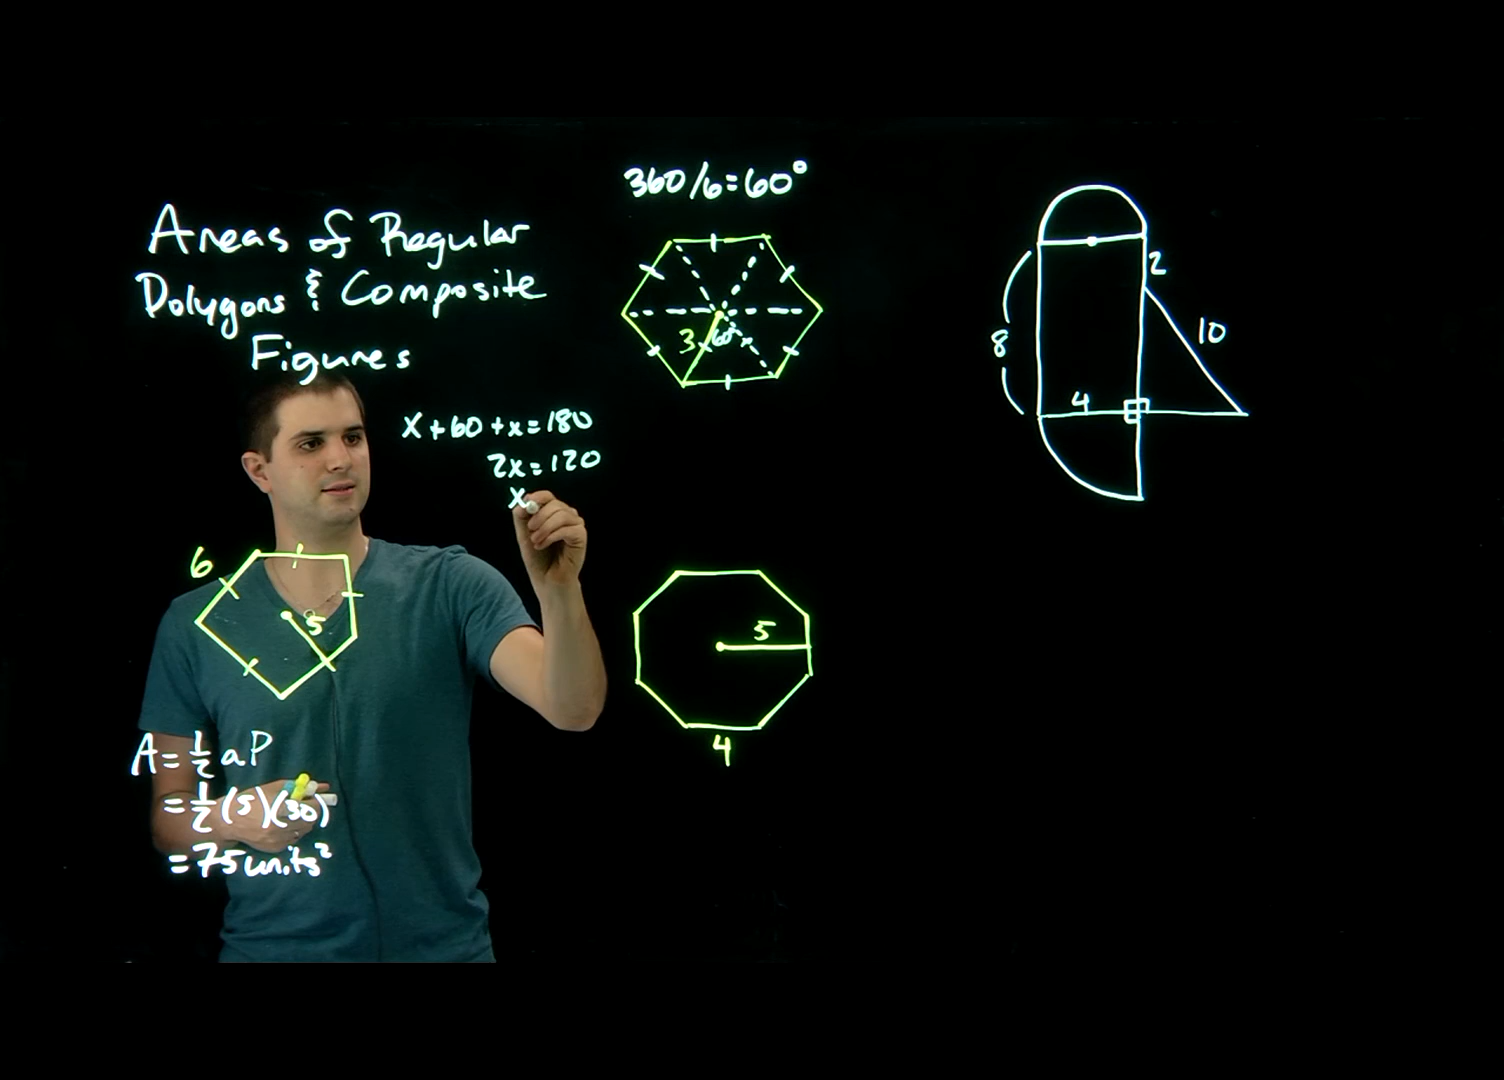 Areas of Regular
Polygons & Composite
Figures
360/6=60°
3 60°
x+60+x=180
2x=120
x
6
5
A=½aP
=½(5)(30)
=75units²
5
4
2
10
8
4